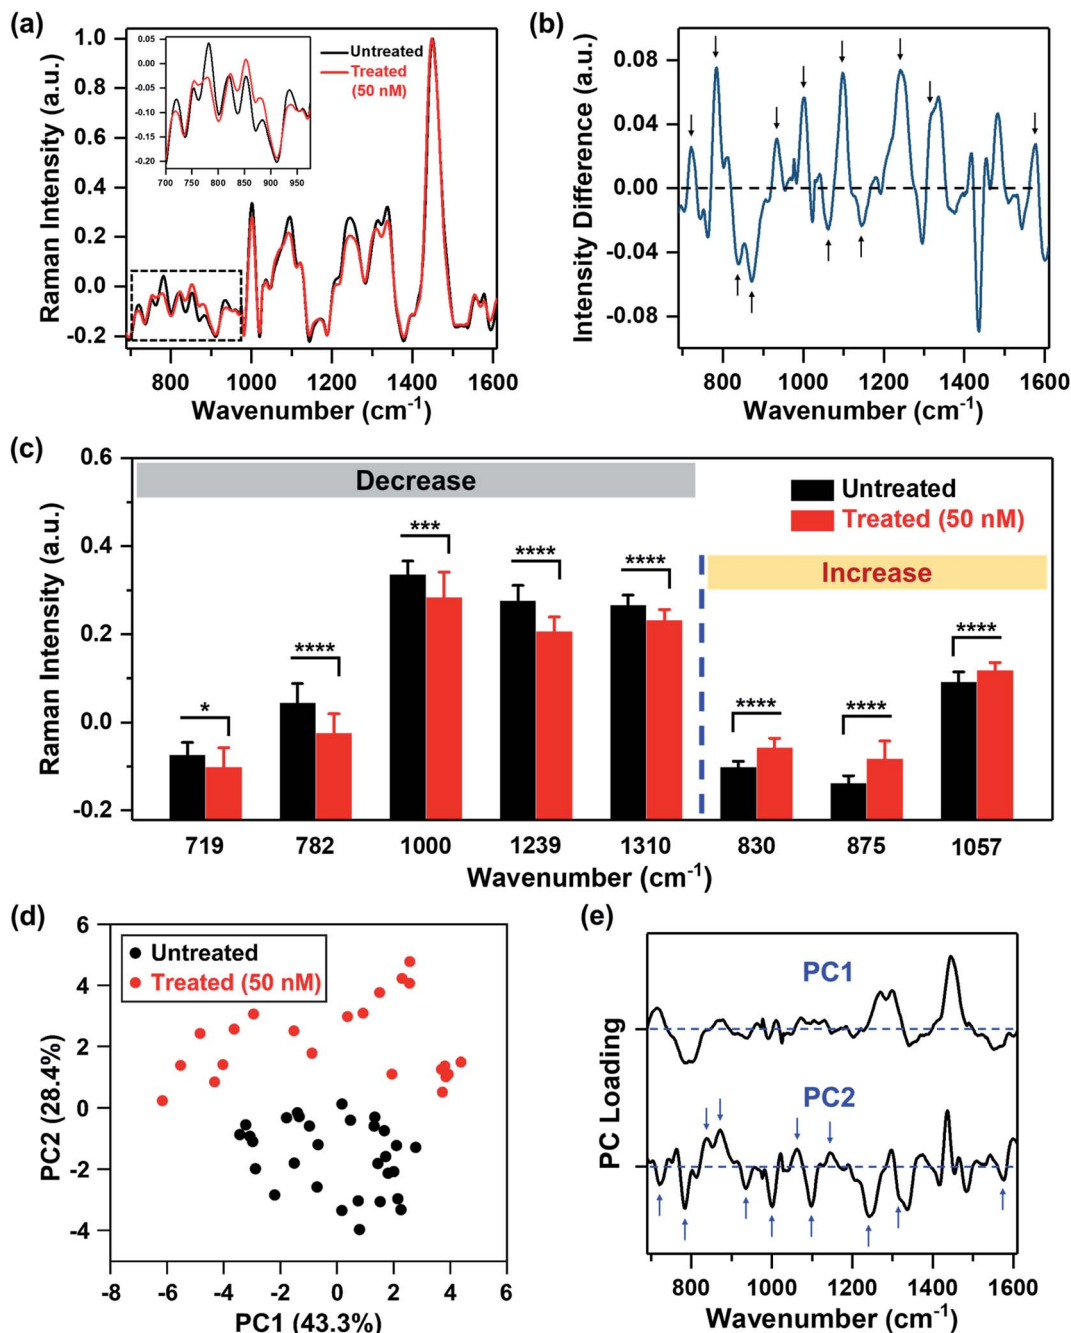 (a)
Raman Intensity (a.u.)
1.0
0.8
0.6
0.4
0.2
0.0
-0.2
0.05
0.00
-0.05
-0.10
-0.15
-0.20
700 750 800 850 900 950
Untreated
Treated
(50 nM)
800 1000 1200 1400 1600
Wavenumber (cm-1)
(b)
Intensity Difference (a.u.)
0.08
0.04
0.00
-0.04
-0.08
800 1000 1200 1400 1600
Wavenumber (cm-1)
(c)
Raman Intensity (a.u.)
0.6
0.4
0.2
0.0
-0.2
Decrease
Untreated
Treated (50 nM)
Increase
*
****
***
****
****
****
****
****
719 782 1000 1239 1310 830 875 1057
Wavenumber (cm-1)
(d)
PC2 (28.4%)
6
4
2
0
-2
-4
Untreated
Treated (50 nM)
-8 -6 -4 -2 0 2 4 6
PC1 (43.3%)
(e)
PC Loading
PC1
PC2
800 1000 1200 1400 1600
Wavenumber (cm-1)